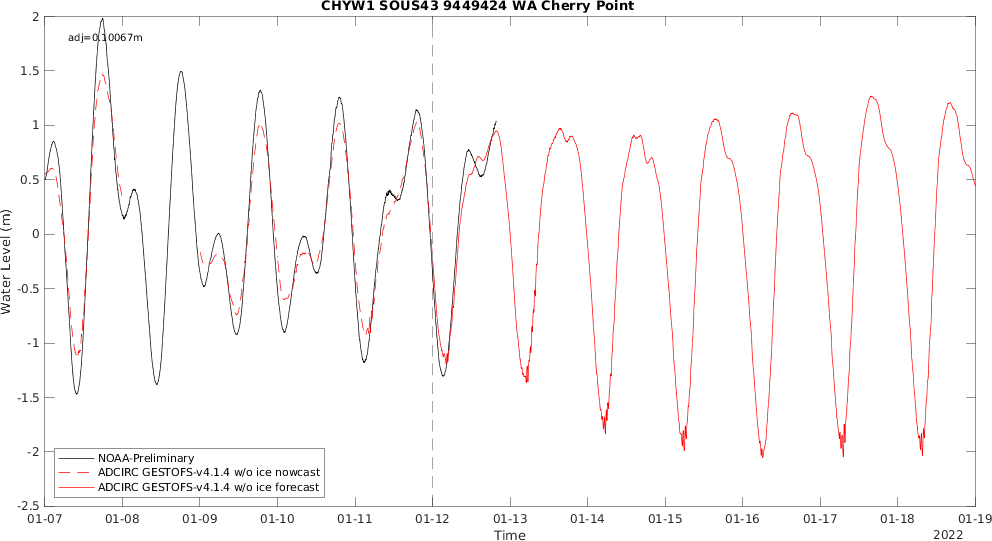 CHYW1 SOUS43 9449424 WA Cherry Point
adj=0.10067m
2
1.5
1
0.5
0
-0.5
-1
-1.5
-2
-2.5
Water Level (m)
NOAA-Preliminary
ADCIRC GESTOFS-v4.1.4 w/o ice nowcast
ADCIRC GESTOFS-v4.1.4 w/o ice forecast
01-07 01-08 01-09 01-10 01-11 01-12 01-13 01-14 01-15 01-16 01-17 01-18 01-19
Time
2022